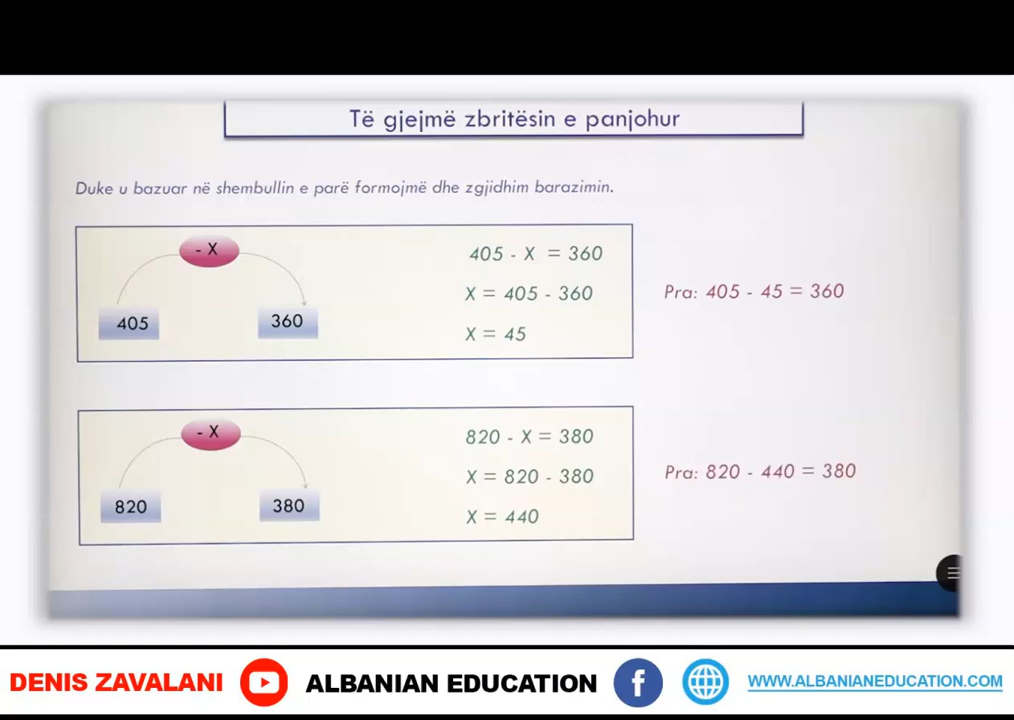 Të gjejmë zbritësin e panjohur
Duke u bazuar në shembullin e parë formojmë dhe zgjidhim barazimin.
- X
405
360
405 - X = 360
X = 405 - 360
X = 45
Pra: 405 - 45 = 360
- X
820
380
820 - X = 380
X = 820 - 380
X = 440
Pra: 820 - 440 = 380
DENIS ZAVALANI ALBANIAN EDUCATION WWW.ALBANIANEDUCATION.COM